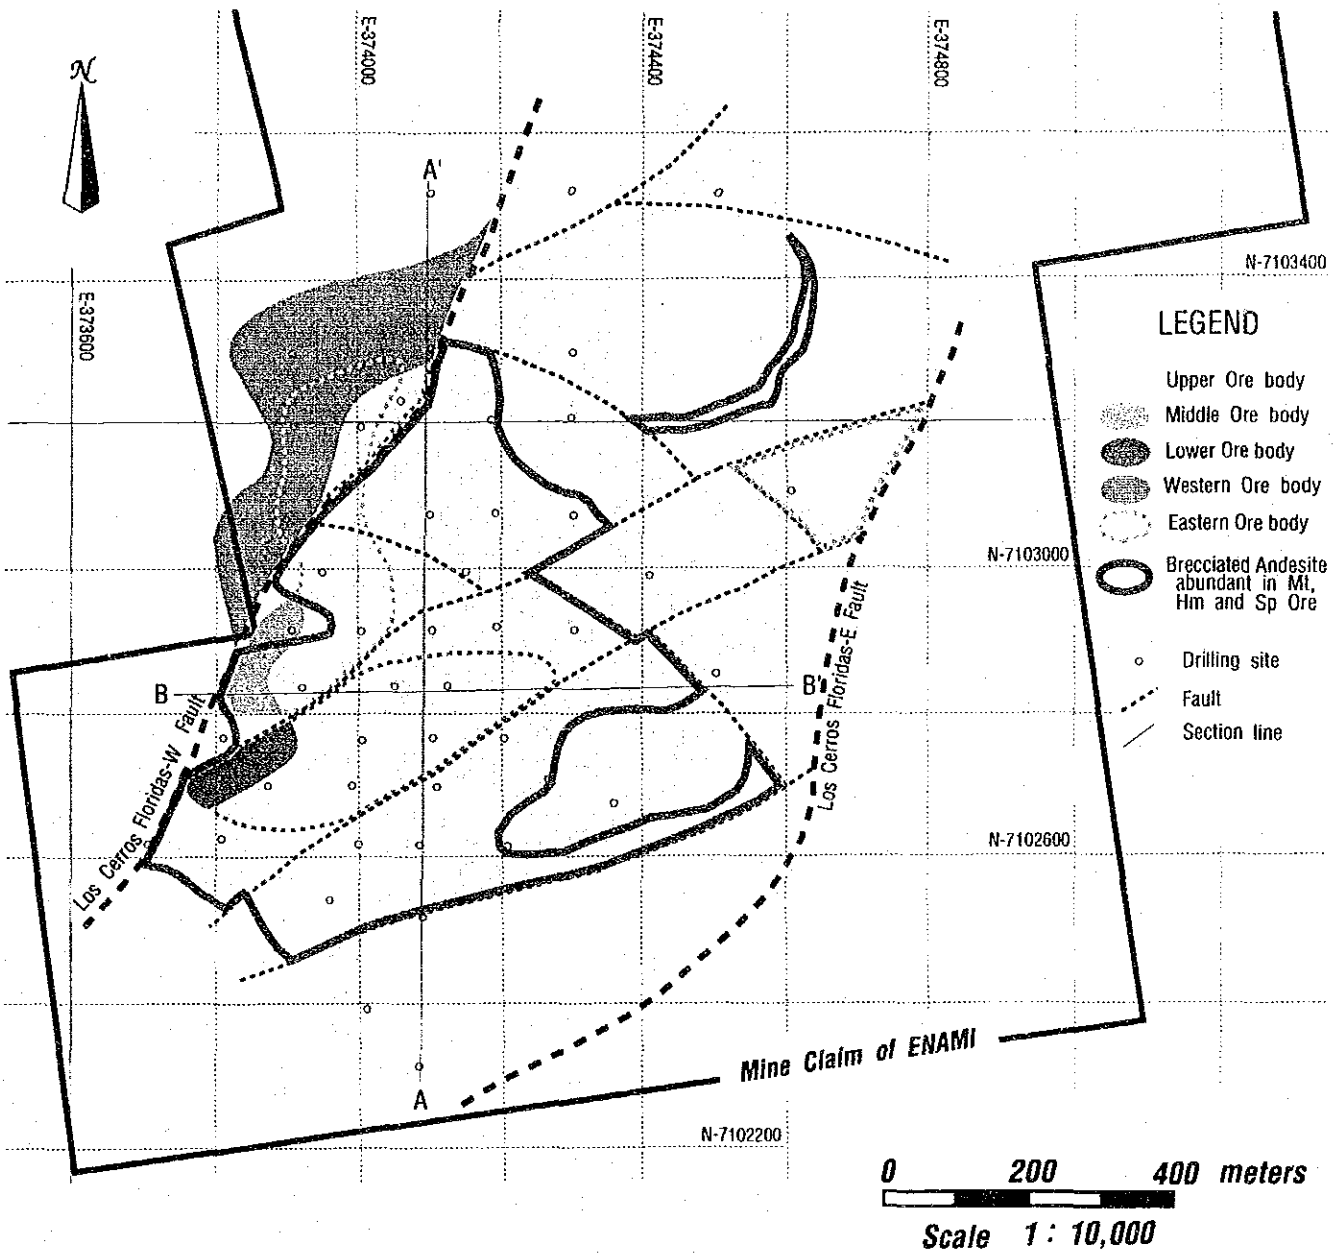 N
E-374000
E-374400
E-374800
A'
E-373600
N-7103400
LEGEND
Upper Ore body
Middle Ore body
Lower Ore body
Western Ore body
Eastern Ore body
Brecciated Andesite
abundant in Mt,
Hm and Sp Ore
Drilling site
Fault
Section line
N-7103000
B
B'
Los Cerros Floridas-W Fault
Los Cerros Floridas-E Fault
N-7102600
Mine Claim of ENAMI
A
N-7102200
0 200 400 meters
Scale 1 : 10,000